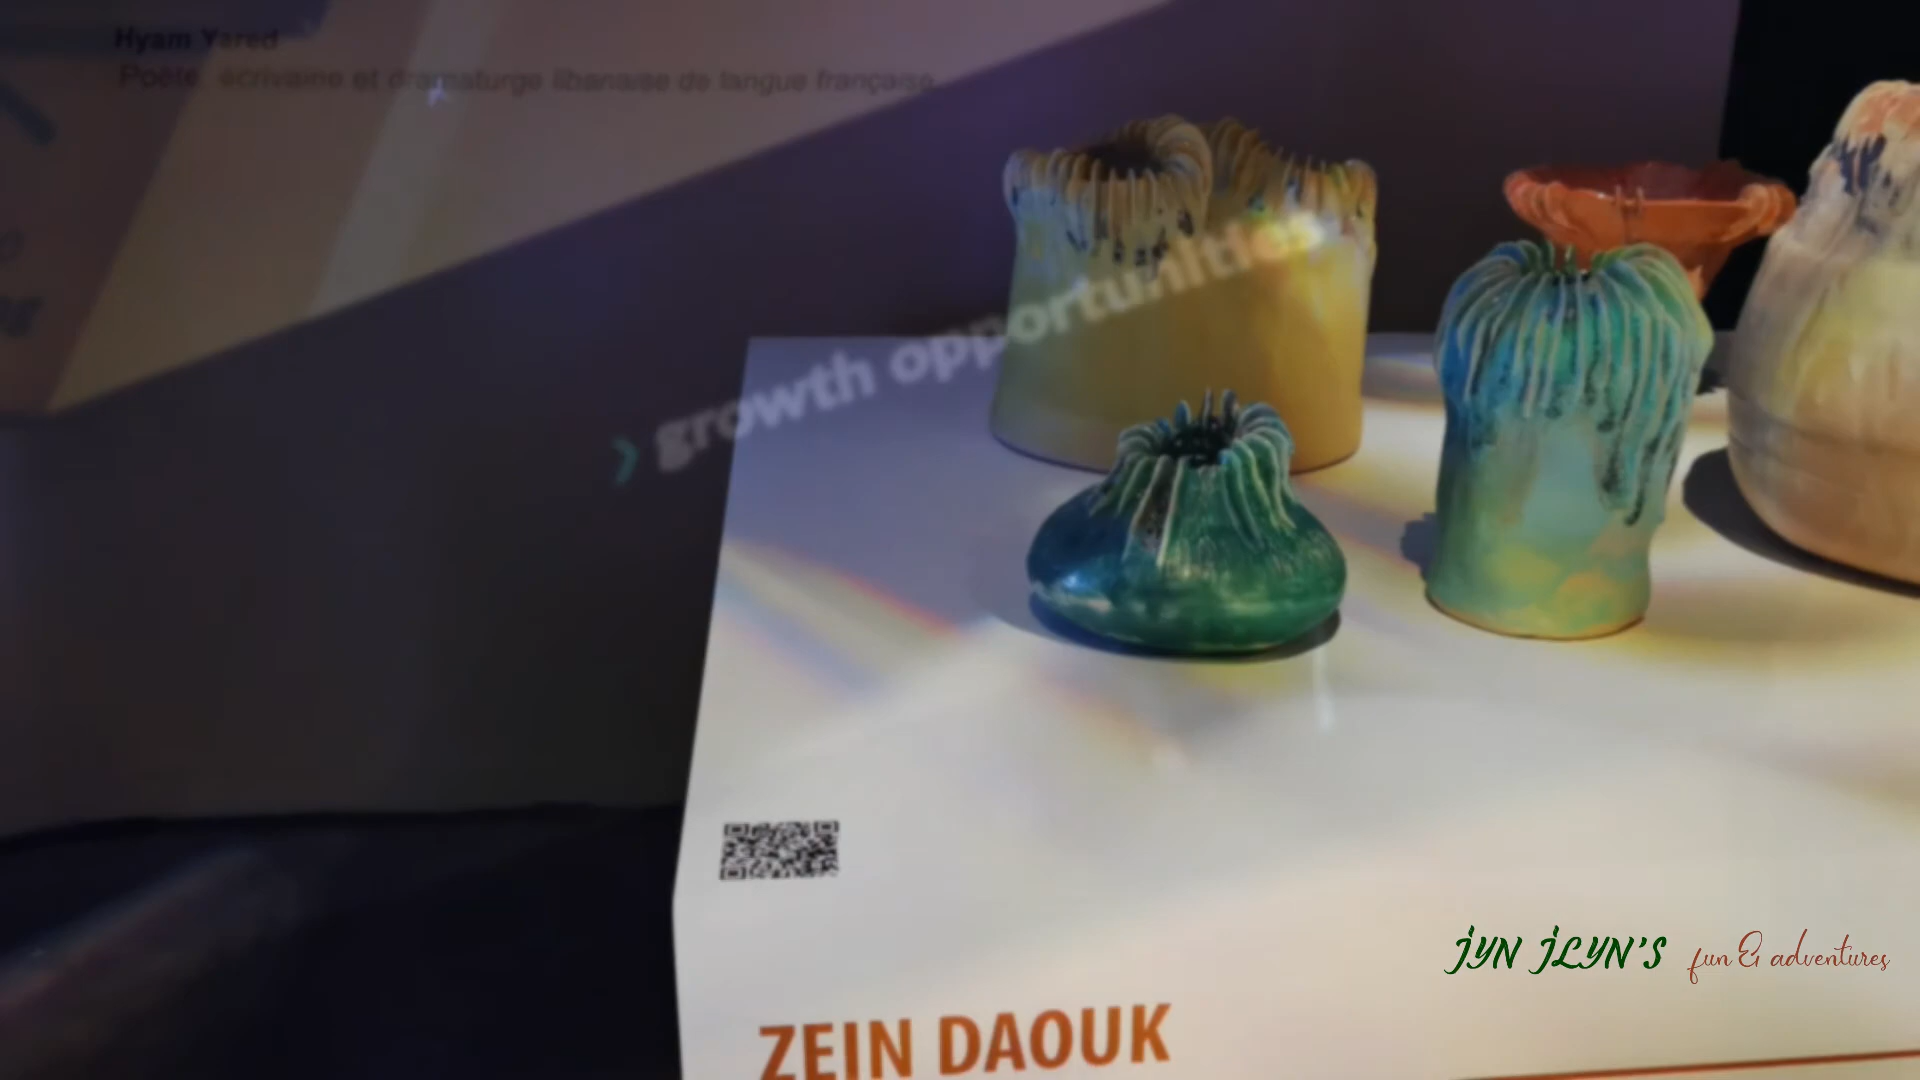 Hyam Yared
Poète, écrivaine et dramaturge libanaise de langue française
› growth opportunities
JYN JLYN'S fun & adventures
ZEIN DAOUK